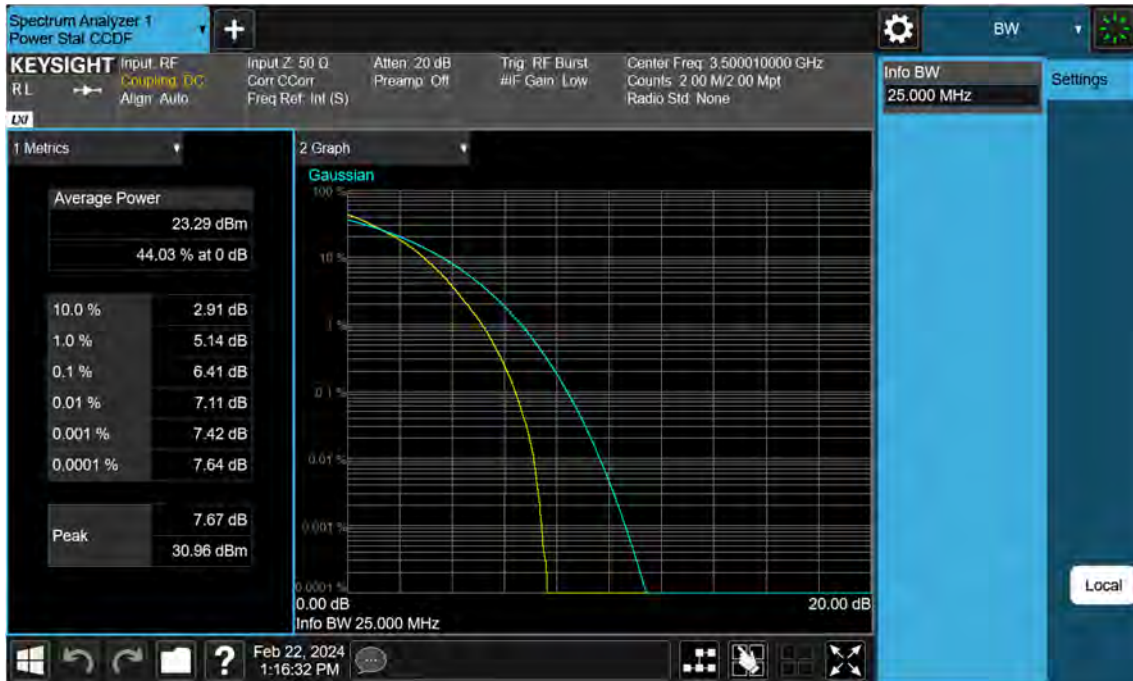 Spectrum Analyzer 1
Power Stat CCDF
BW
KEYSIGHT
RL
LXI
Input: RF
Coupling: DC
Align: Auto
Input Z: 50 Ω
Corr CCorr
Freq Ref: Int (S)
Atten: 20 dB
Preamp: Off
Trig: RF Burst
#IF Gain: Low
Center Freq: 3.500010000 GHz
Counts: 2.00 M/2.00 Mpt
Radio Std: None
Info BW
25.000 MHz
Settings
1 Metrics
Average Power
23.29 dBm
44.03 % at 0 dB
10.0 % 2.91 dB
1.0 % 5.14 dB
0.1 % 6.41 dB
0.01 % 7.11 dB
0.001 % 7.42 dB
0.0001 % 7.64 dB
Peak
7.67 dB
30.96 dBm
2 Graph
Gaussian
100 %
10 %
1 %
0.1 %
0.01 %
0.001 %
0.0001 %
0.00 dB 20.00 dB
Info BW 25.000 MHz
Local
?
Feb 22, 2024
1:16:32 PM